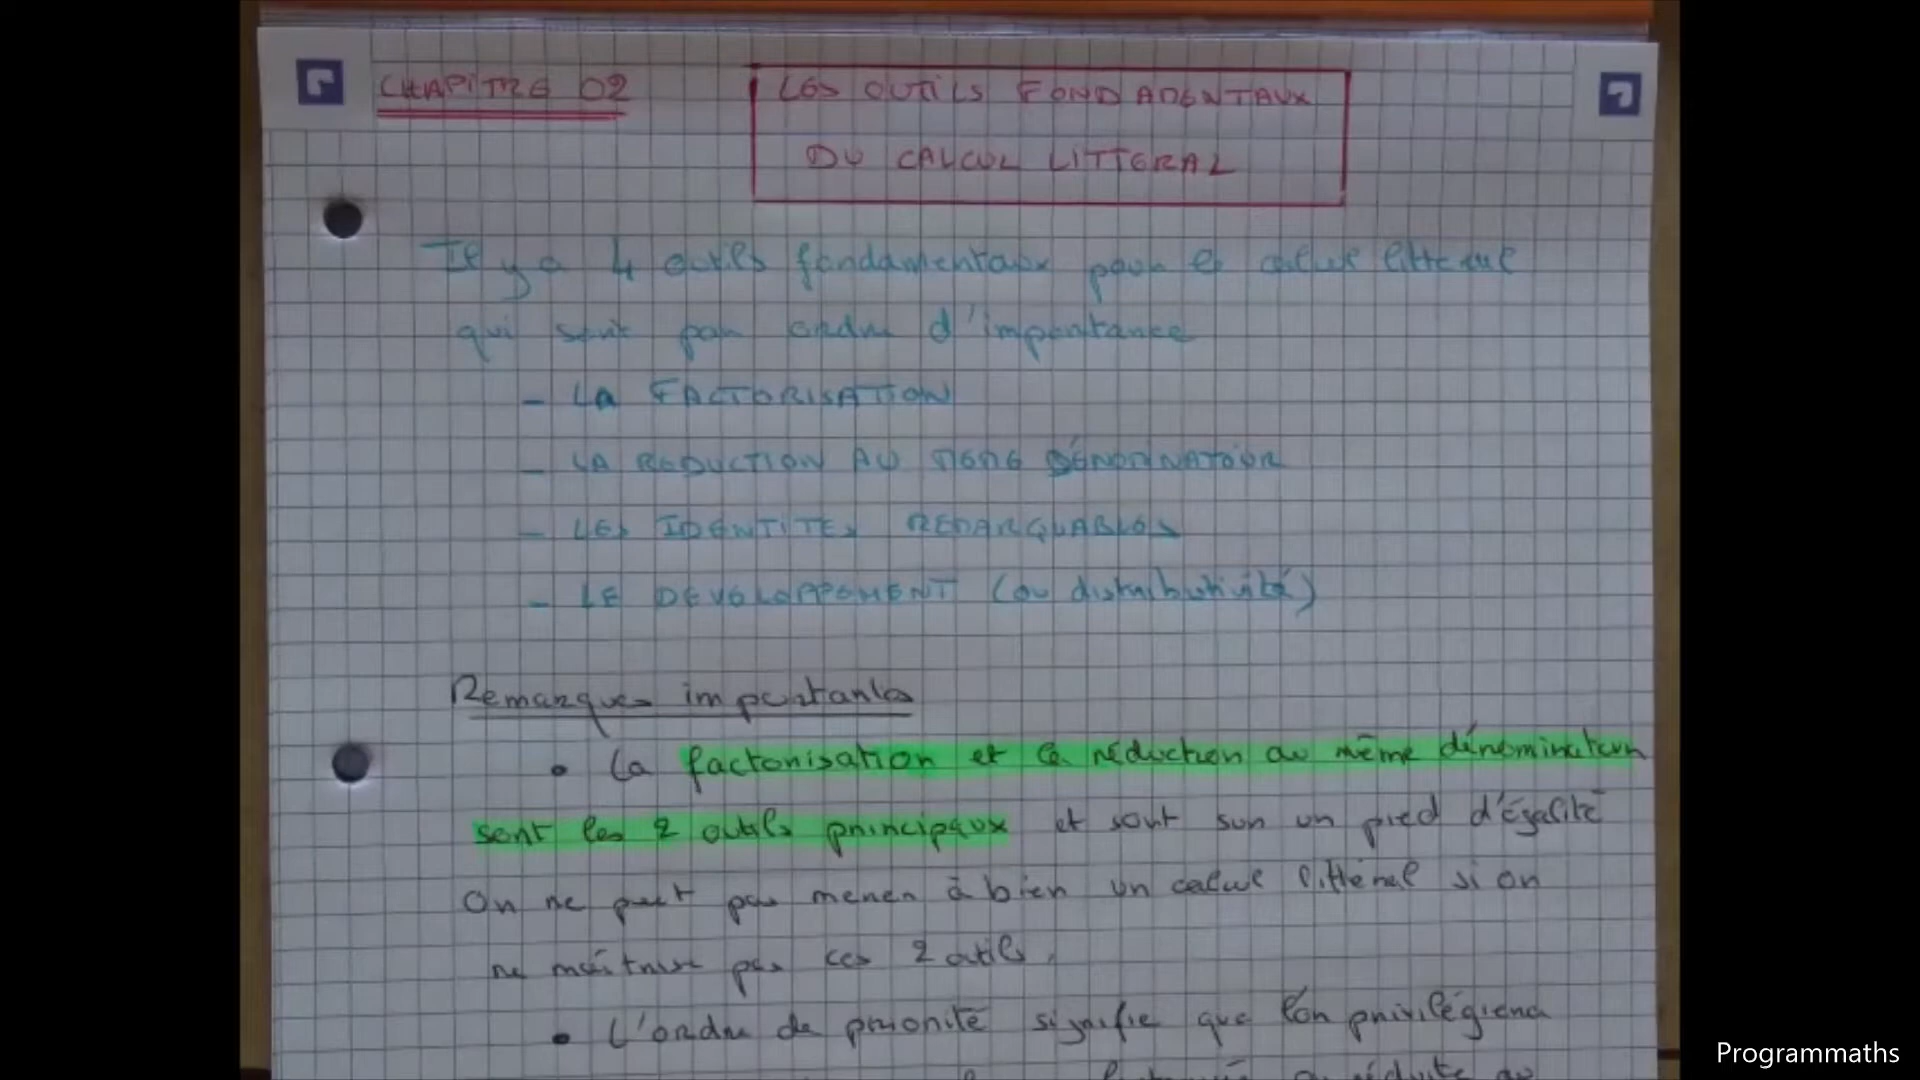 CHAPITRE 02
LES OUTILS FONDAMENTAUX
DU CALCUL LITTERAL
Il y a 4 outils fondamentaux pour le calcul littéral
qui sont par ordre d'importance
- La FACTORISATION
- LA REDUCTION AU MEME DÉNOMINATEUR
- LES IDENTITES REMARQUABLES
- LE DEVELOPPEMENT (ou distributivité)
Remarques importantes
• La factorisation et la réduction au même dénominateur
sont les 2 outils principaux et sont sur un pied d'égalité
On ne peut pas mener à bien un calcul littéral si on
ne maîtrise pas ces 2 outils.
• L'ordre de priorité signifie que l'on privilégiera
réduite au
Programmaths